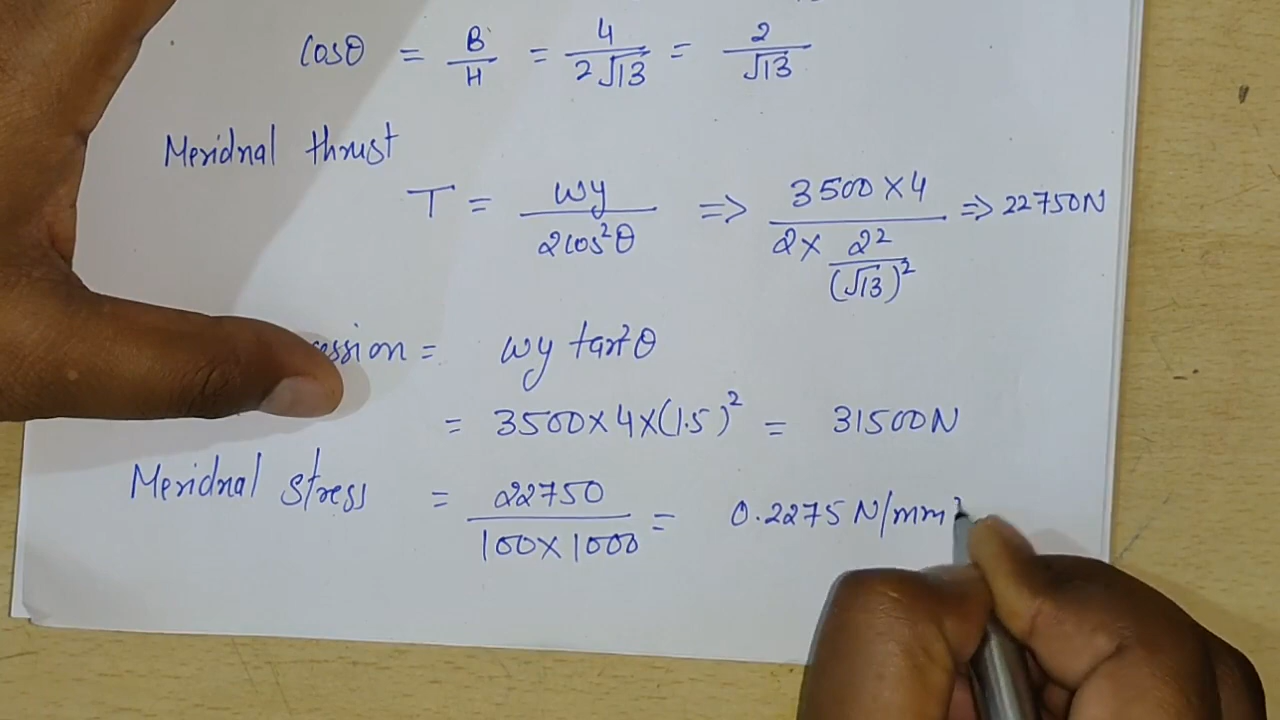 cosθ = B/H = 4/2√13 = 2/√13
Meridnal thrust
T = wy/2cos²θ => 3500 × 4/2 × 2²/(√13)² => 22750N
ession = wy tan²θ
= 3500 × 4 × (1.5)² = 31500N
Meridnal stress = 22750/100 × 1000 = 0.2275 N/mm²